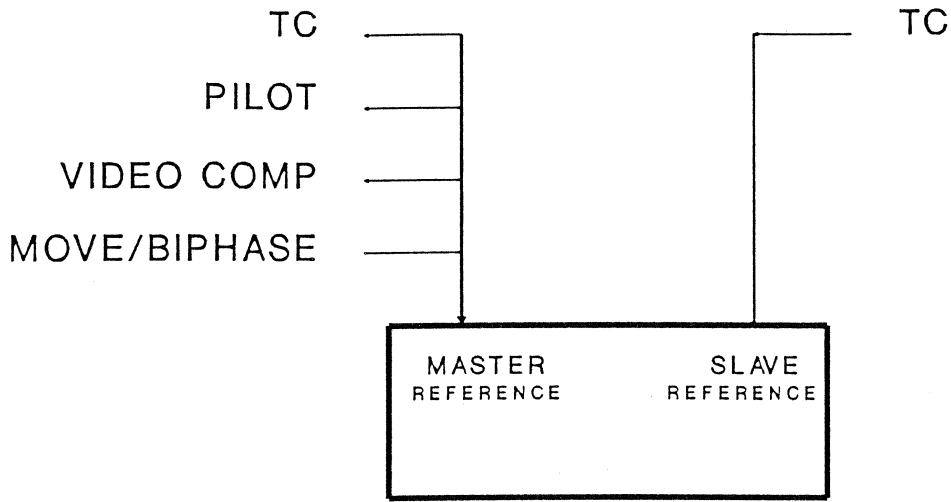 TC
PILOT
VIDEO COMP
MOVE/BIPHASE
TC
MASTER
REFERENCE
SLAVE
REFERENCE